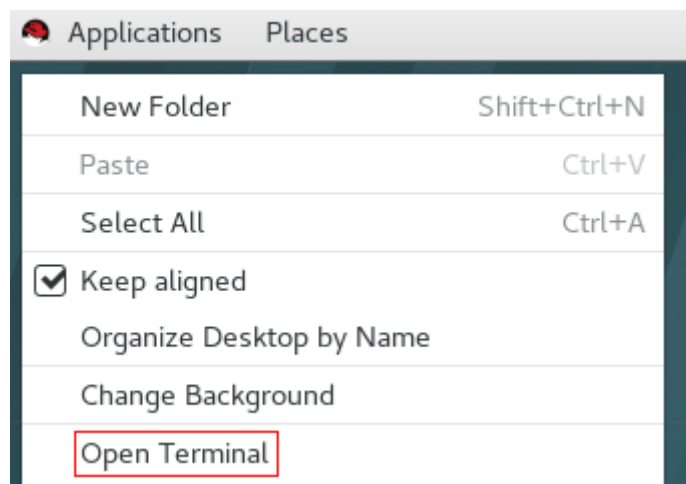 Applications Places
New Folder Shift+Ctrl+N
Paste Ctrl+V
Select All Ctrl+A
Keep aligned
Organize Desktop by Name
Change Background
Open Terminal